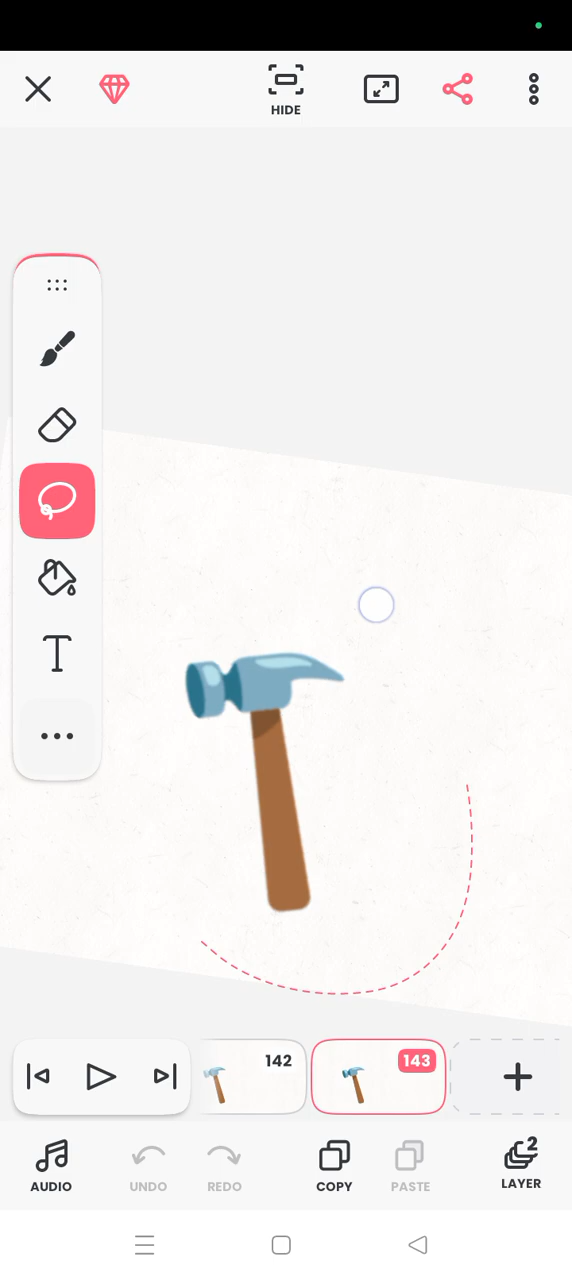 HIDE
T
142
143
AUDIO
UNDO
REDO
COPY
PASTE
2
LAYER